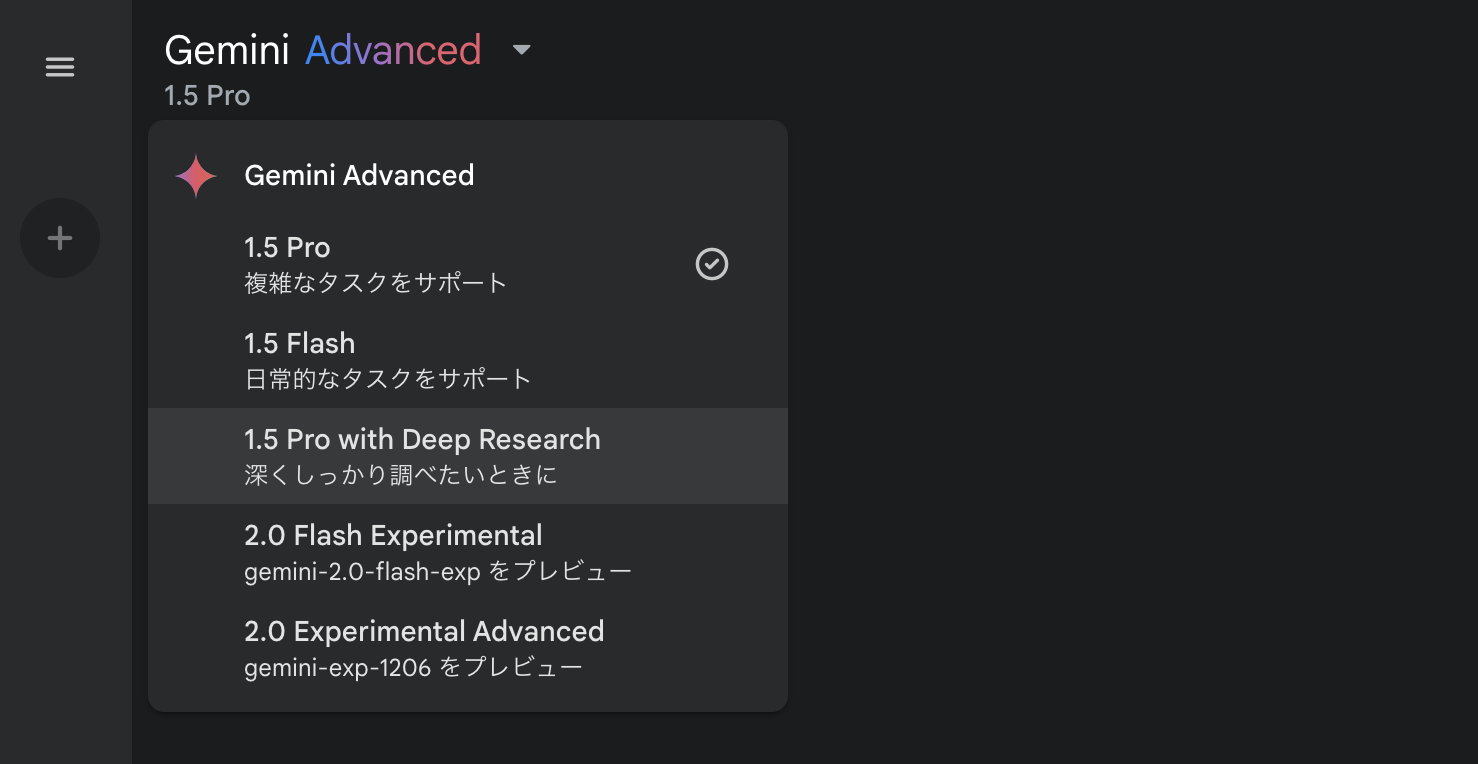 Gemini Advanced
1.5 Pro
Gemini Advanced
1.5 Pro
複雑なタスクをサポート
1.5 Flash
日常的なタスクをサポート
1.5 Pro with Deep Research
深くしっかり調べたいときに
2.0 Flash Experimental
gemini-2.0-flash-exp をプレビュー
2.0 Experimental Advanced
gemini-exp-1206 をプレビュー